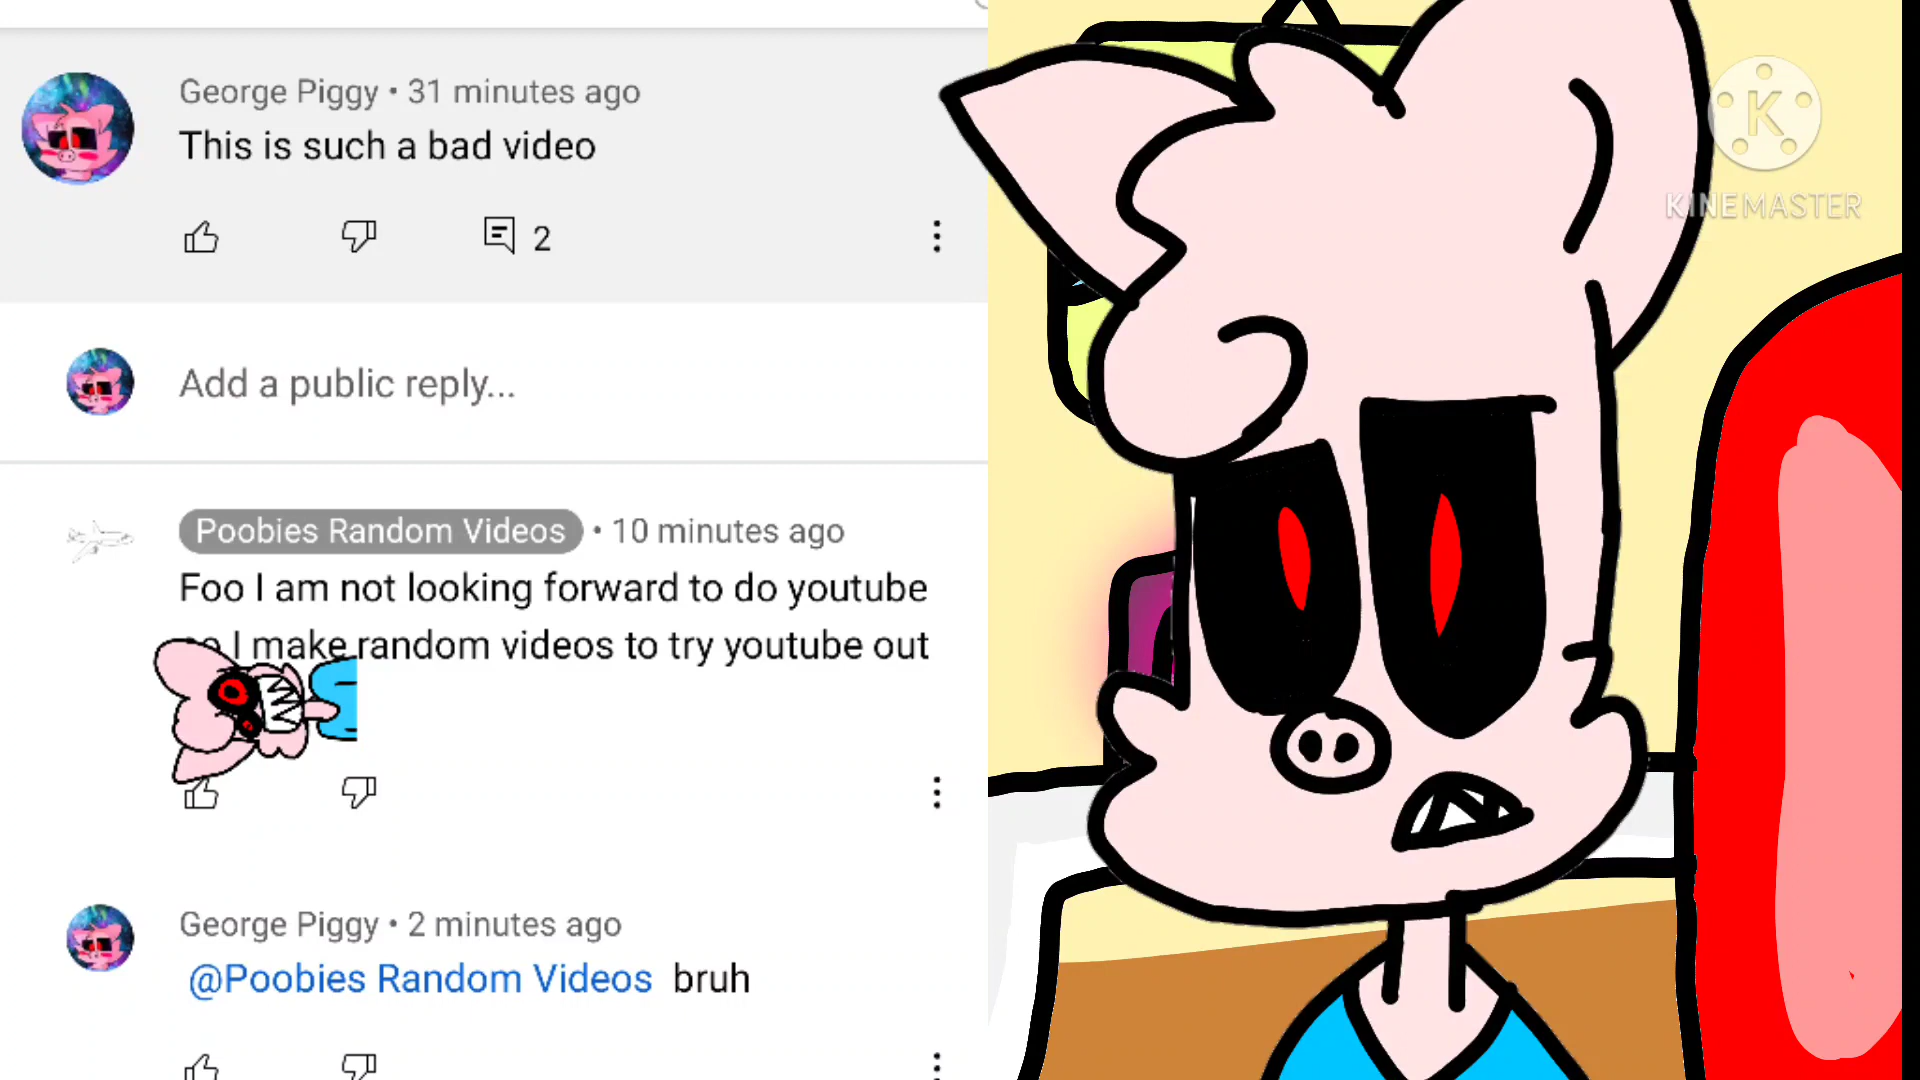 George Piggy • 31 minutes ago
This is such a bad video
2
Add a public reply...
Poobies Random Videos • 10 minutes ago
Foo I am not looking forward to do youtube
I make random videos to try youtube out
George Piggy • 2 minutes ago
@Poobies Random Videos bruh
K
KINEMASTER